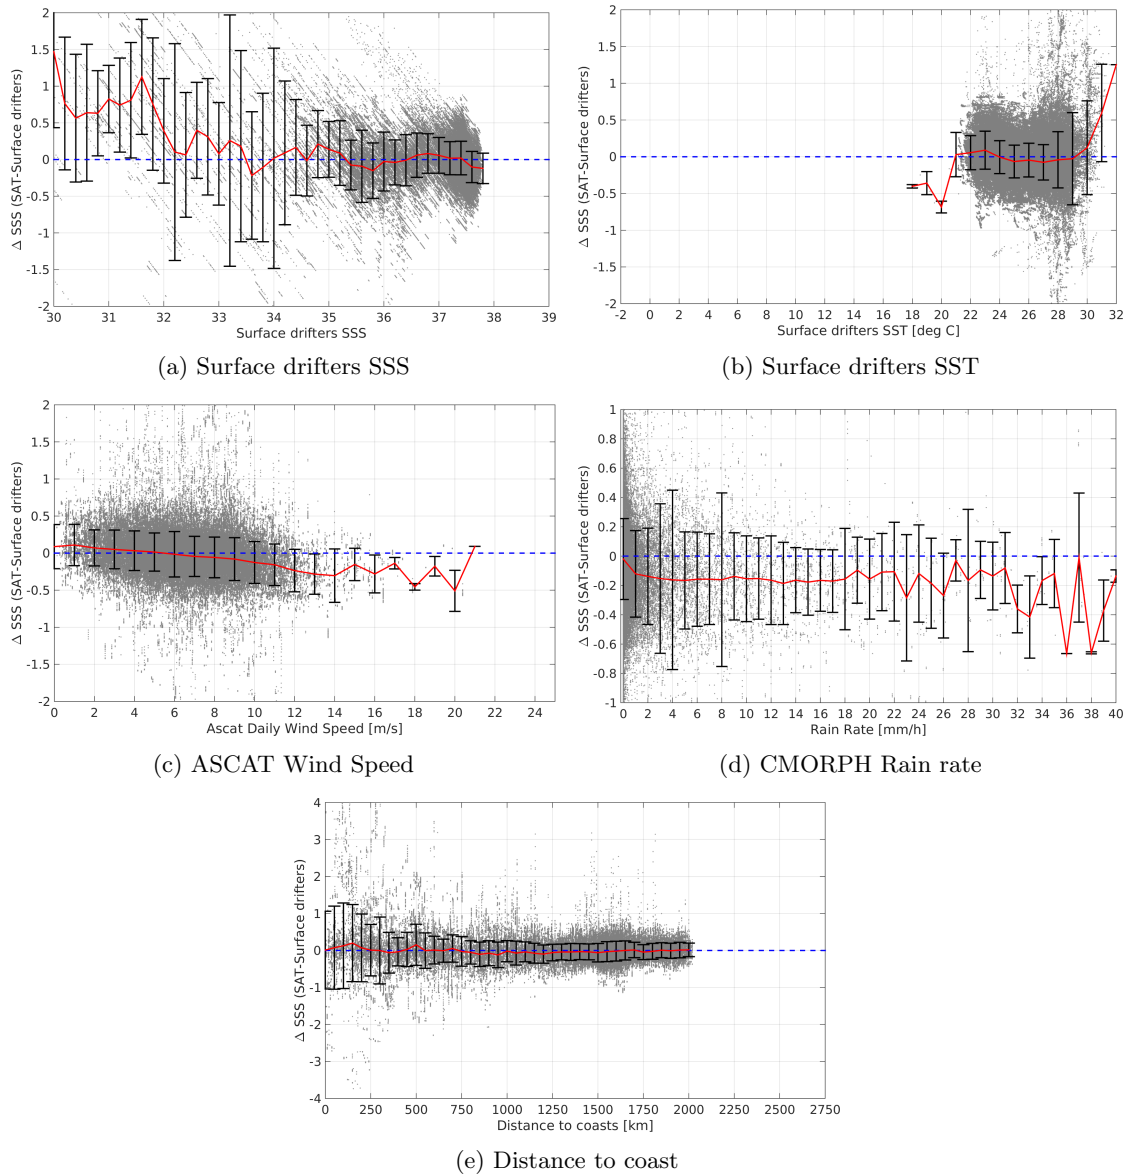 Δ SSS (SAT-Surface drifters)
2
1.5
1
0.5
0
-0.5
-1
-1.5
-2
30 31 32 33 34 35 36 37 38 39
Surface drifters SSS
(a) Surface drifters SSS
Δ SSS (SAT-Surface drifters)
2
1.5
1
0.5
0
-0.5
-1
-1.5
-2
-2 0 2 4 6 8 10 12 14 16 18 20 22 24 26 28 30 32
Surface drifters SST [deg C]
(b) Surface drifters SST
Δ SSS (SAT-Surface drifters)
2
1.5
1
0.5
0
-0.5
-1
-1.5
-2
0 2 4 6 8 10 12 14 16 18 20 22 24
Ascat Daily Wind Speed [m/s]
(c) ASCAT Wind Speed
Δ SSS (SAT-Surface drifters)
1
0.8
0.6
0.4
0.2
0
-0.2
-0.4
-0.6
-0.8
-1
0 2 4 6 8 10 12 14 16 18 20 22 24 26 28 30 32 34 36 38 40
Rain Rate [mm/h]
(d) CMORPH Rain rate
Δ SSS (SAT-Surface drifters)
4
3
2
1
0
-1
-2
-3
-4
0 250 500 750 1000 1250 1500 1750 2000 2250 2500 2750
Distance to coasts [km]
(e) Distance to coast